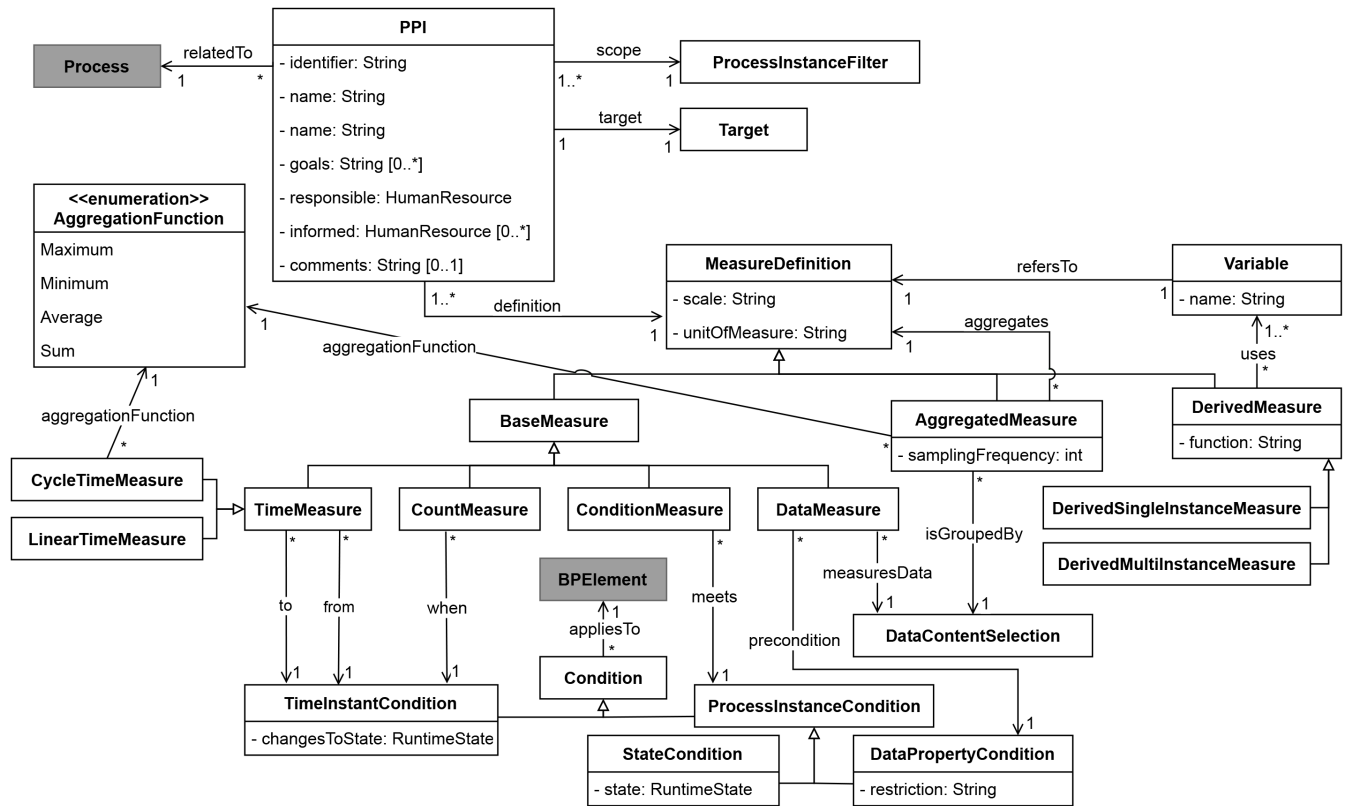 PPI
- identifier: String
- name: String
- name: String
- goals: String [0..*]
- responsible: HumanResource
- informed: HumanResource [0..*]
- comments: String [0..1]
Process
relatedTo
1
*
scope
1..*
1
ProcessInstanceFilter
target
1
1
Target
<<enumeration>>
AggregationFunction
Maximum
Minimum
Average
Sum
1..*
definition
1
MeasureDefinition
- scale: String
- unitOfMeasure: String
refersTo
1
1
Variable
- name: String
aggregates
1
*
1..*
uses
*
1
aggregationFunction
*
1
aggregationFunction
*
BaseMeasure
AggregatedMeasure
- samplingFrequency: int
DerivedMeasure
- function: String
CycleTimeMeasure
LinearTimeMeasure
TimeMeasure
CountMeasure
ConditionMeasure
DataMeasure
DerivedSingleInstanceMeasure
DerivedMultiInstanceMeasure
*
*
*
*
*
*
*
to
from
when
meets
precondition
measuresData
isGroupedBy
1
1
1
1
1
1
1
BPElement
1
appliesTo
*
DataContentSelection
Condition
TimeInstantCondition
- changesToState: RuntimeState
ProcessInstanceCondition
StateCondition
- state: RuntimeState
DataPropertyCondition
- restriction: String